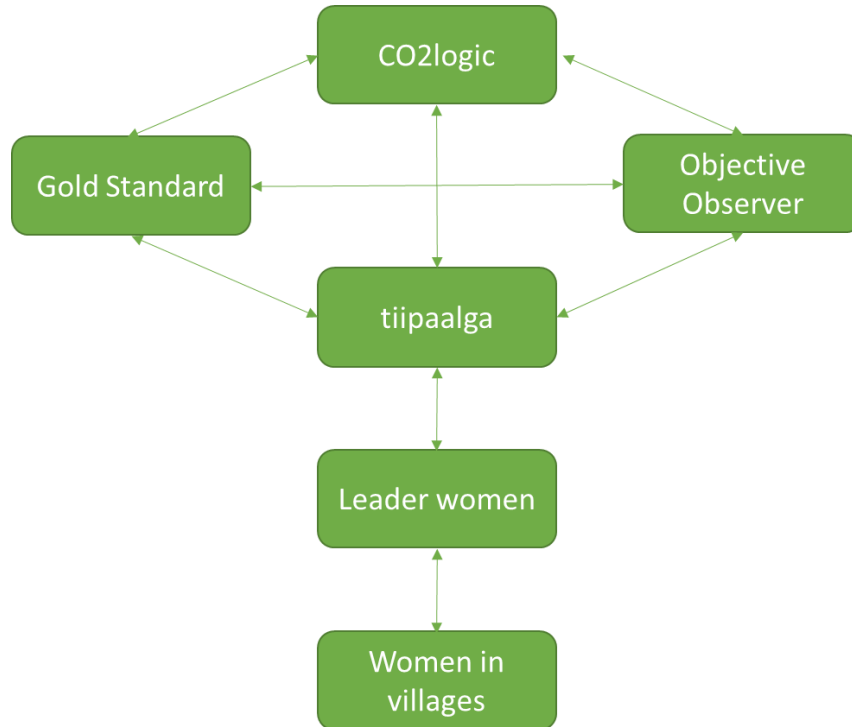 CO2logic
Gold Standard
Objective
Observer
tiipaalga
Leader women
Women in
villages